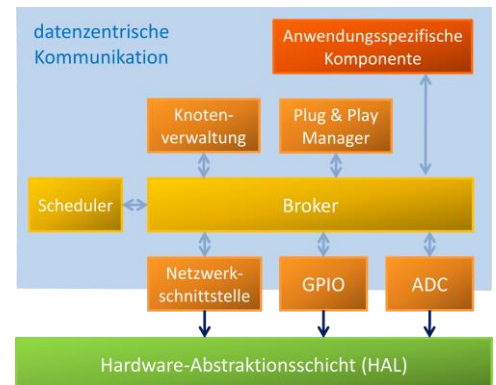 datenzentrische
Kommunikation
Anwendungsspezifische
Komponente
Knoten-
verwaltung
Plug & Play
Manager
Scheduler
Broker
Netzwerk-
schnittstelle
GPIO
ADC
Hardware-Abstraktionsschicht (HAL)